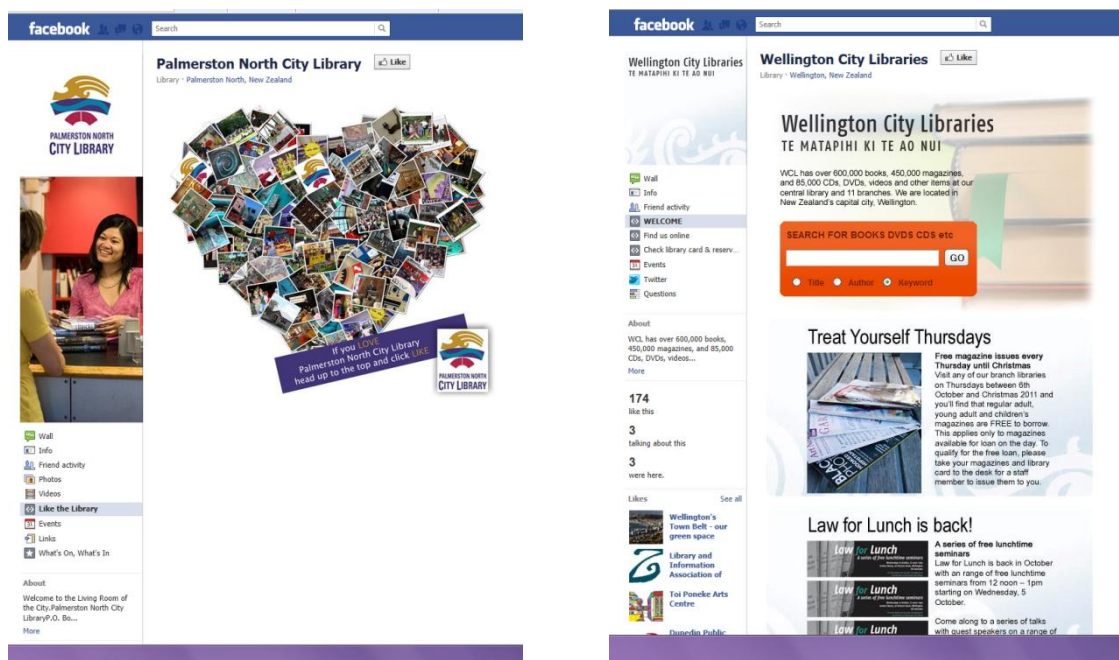 facebook
Search
Palmerston North City Library
Like
Library · Palmerston North, New Zealand
PALMERSTON NORTH
CITY LIBRARY
If you LOVE
Palmerston North City Library
head up to the top and click LIKE
PALMERSTON NORTH
CITY LIBRARY
Wall
Info
Friend activity
Photos
Videos
Like the Library
Events
Links
What's On, What's In
About
Welcome to the Living Room of
the City.Palmerston North City
LibraryP.O. Bo...
More
facebook
Search
Wellington City Libraries
TE MATAPIHI KI TE AO NUI
Wellington City Libraries
Like
Library · Wellington, New Zealand
Wall
Info
Friend activity
WELCOME
Find us online
Check library card & reserv...
Events
Twitter
Questions
About
WCL has over 600,000 books,
450,000 magazines, and 85,000
CDs, DVDs, videos...
More
174
like this
3
talking about this
3
were here.
Likes
See all
Wellington's
Town Belt - our
green space
Library and
Information
Association of
Toi Poneke Arts
Centre
Dunedin Public
Wellington City Libraries
TE MATAPIHI KI TE AO NUI
WCL has over 600,000 books, 450,000 magazines,
and 85,000 CDs, DVDs, videos and other items at our
central library and 11 branches. We are located in
New Zealand's capital city, Wellington.
SEARCH FOR BOOKS DVDS CDS etc
GO
Title Author Keyword
Treat Yourself Thursdays
Free magazine issues every
Thursday until Christmas
Visit any of our branch libraries
on Thursdays between 6th
October and Christmas 2011 and
you'll find that regular adult,
young adult and children's
magazines are FREE to borrow.
This applies only to magazines
available for loan on the day. To
qualify for the free loan, please
take your magazines and library
card to the desk for a staff
member to issue them to you.
Law for Lunch is back!
Law for Lunch
A series of free lunchtime seminars
Law for Lunch
A series of free lunchtime seminars
Law for Lunch
A series of free lunchtime
seminars
Law for Lunch is back in October
with an range of free lunchtime
seminars from 12 noon – 1pm
starting on Wednesday, 5
October.
Come along to a series of talks
with guest speakers on a range of